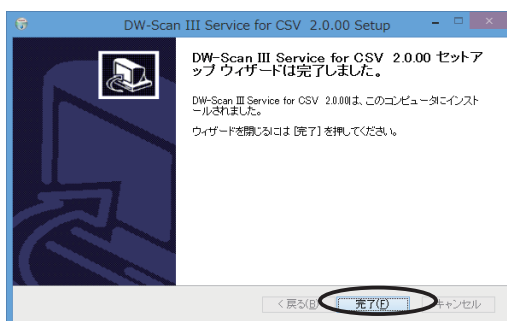 DW-Scan III Service for CSV 2.0.00 Setup
DW-Scan III Service for CSV 2.0.00 セットア
ップ ウィザードは完了しました。
DW-Scan Ⅲ Service for CSV 2.0.00は、このコンピュータにインスト
ールされました。
ウィザードを閉じるには [完了] を押してください。
< 戻る(B) 完了(F) キャンセル